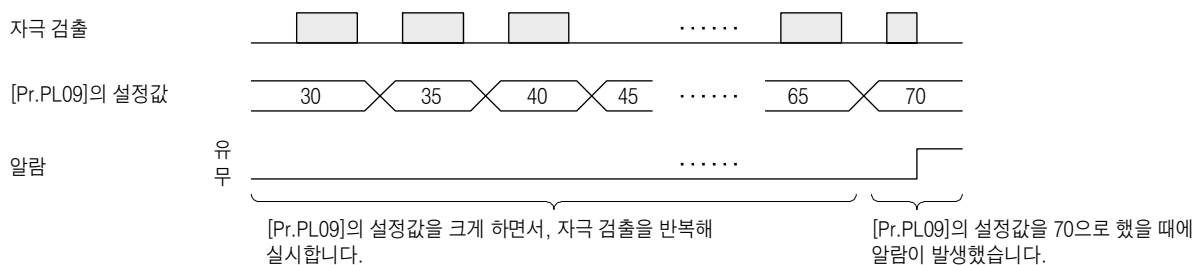 자극 검출
······
[Pr.PL09]의 설정값
30 35 40 45 ······ 65 70
알람
유
무
······
[Pr.PL09]의 설정값을 크게 하면서, 자극 검출을 반복해
실시합니다.
[Pr.PL09]의 설정값을 70으로 했을 때에
알람이 발생했습니다.